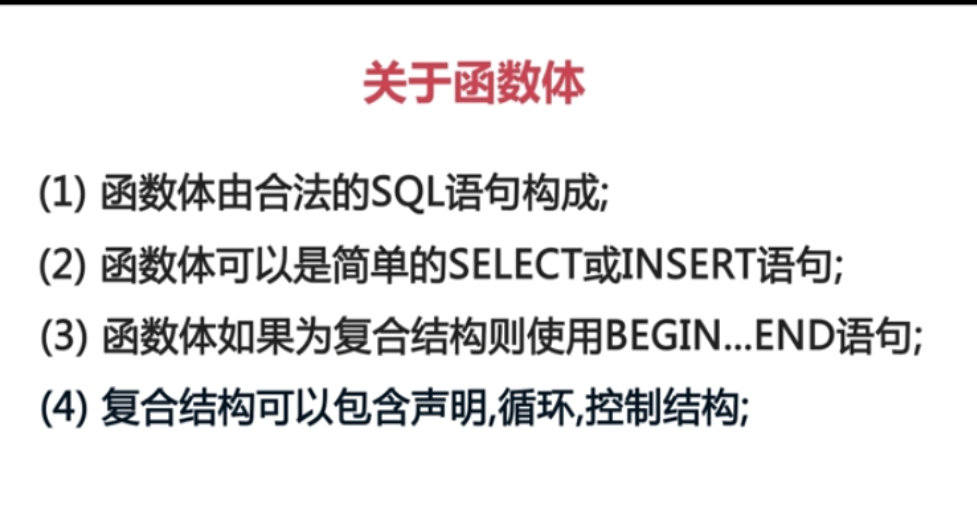 关于函数体
(1) 函数体由合法的SQL语句构成;
(2) 函数体可以是简单的SELECT或INSERT语句;
(3) 函数体如果为复合结构则使用BEGIN...END语句;
(4) 复合结构可以包含声明,循环,控制结构;